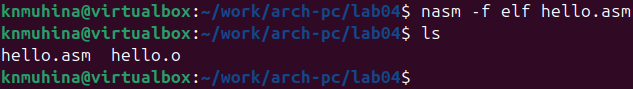 knmuhina@virtualbox:~/work/arch-pc/lab04$ nasm -f elf hello.asm
knmuhina@virtualbox:~/work/arch-pc/lab04$ ls
hello.asm  hello.o
knmuhina@virtualbox:~/work/arch-pc/lab04$